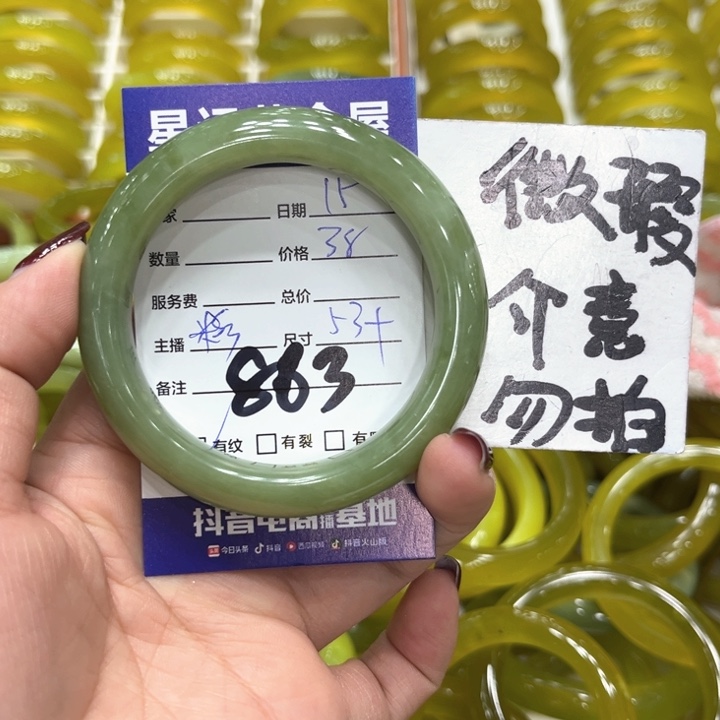 日期 15
数量 价格 38
服务费 总价
主播 尺寸 53+
备注 863
有纹 有裂
抖音电商直播基地
今日头条 抖音 西瓜视频 抖音火山版
微瑕
介意
勿拍